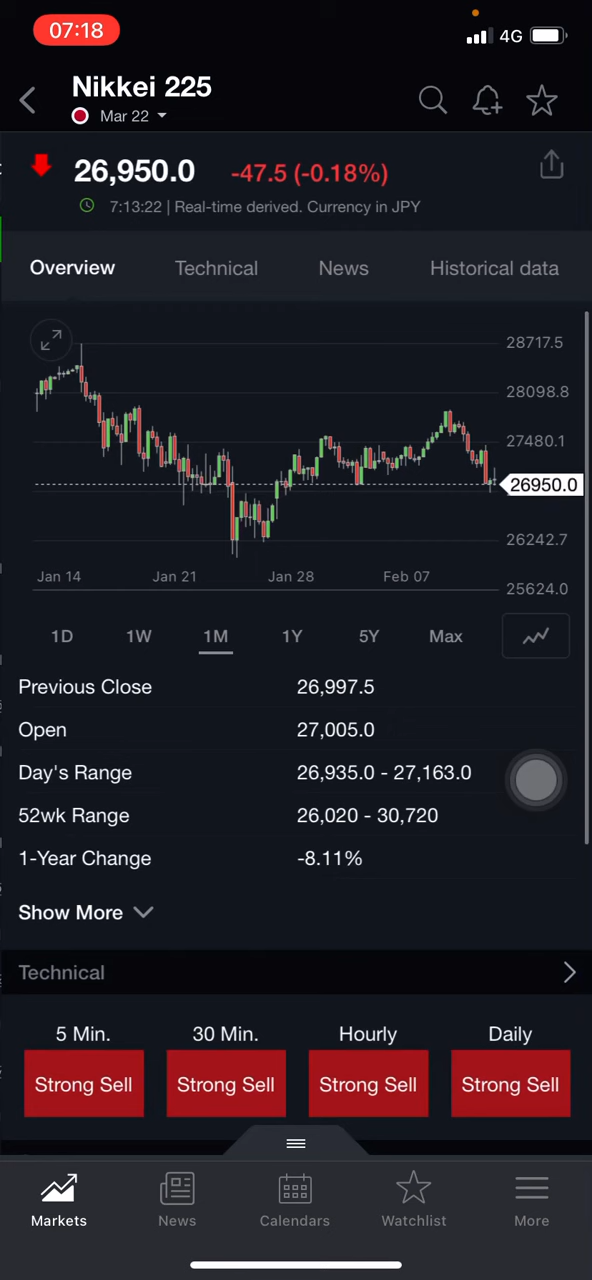 07:18
4G
Nikkei 225
Mar 22
26,950.0 -47.5 (-0.18%)
7:13:22 | Real-time derived. Currency in JPY
Overview Technical News Historical data
28717.5
28098.8
27480.1
26950.0
26242.7
25624.0
Jan 14 Jan 21 Jan 28 Feb 07
1D 1W 1M 1Y 5Y Max
Previous Close 26,997.5
Open 27,005.0
Day's Range 26,935.0 - 27,163.0
52wk Range 26,020 - 30,720
1-Year Change -8.11%
Show More
Technical
5 Min. 30 Min. Hourly Daily
Strong Sell Strong Sell Strong Sell Strong Sell
Markets News Calendars Watchlist More